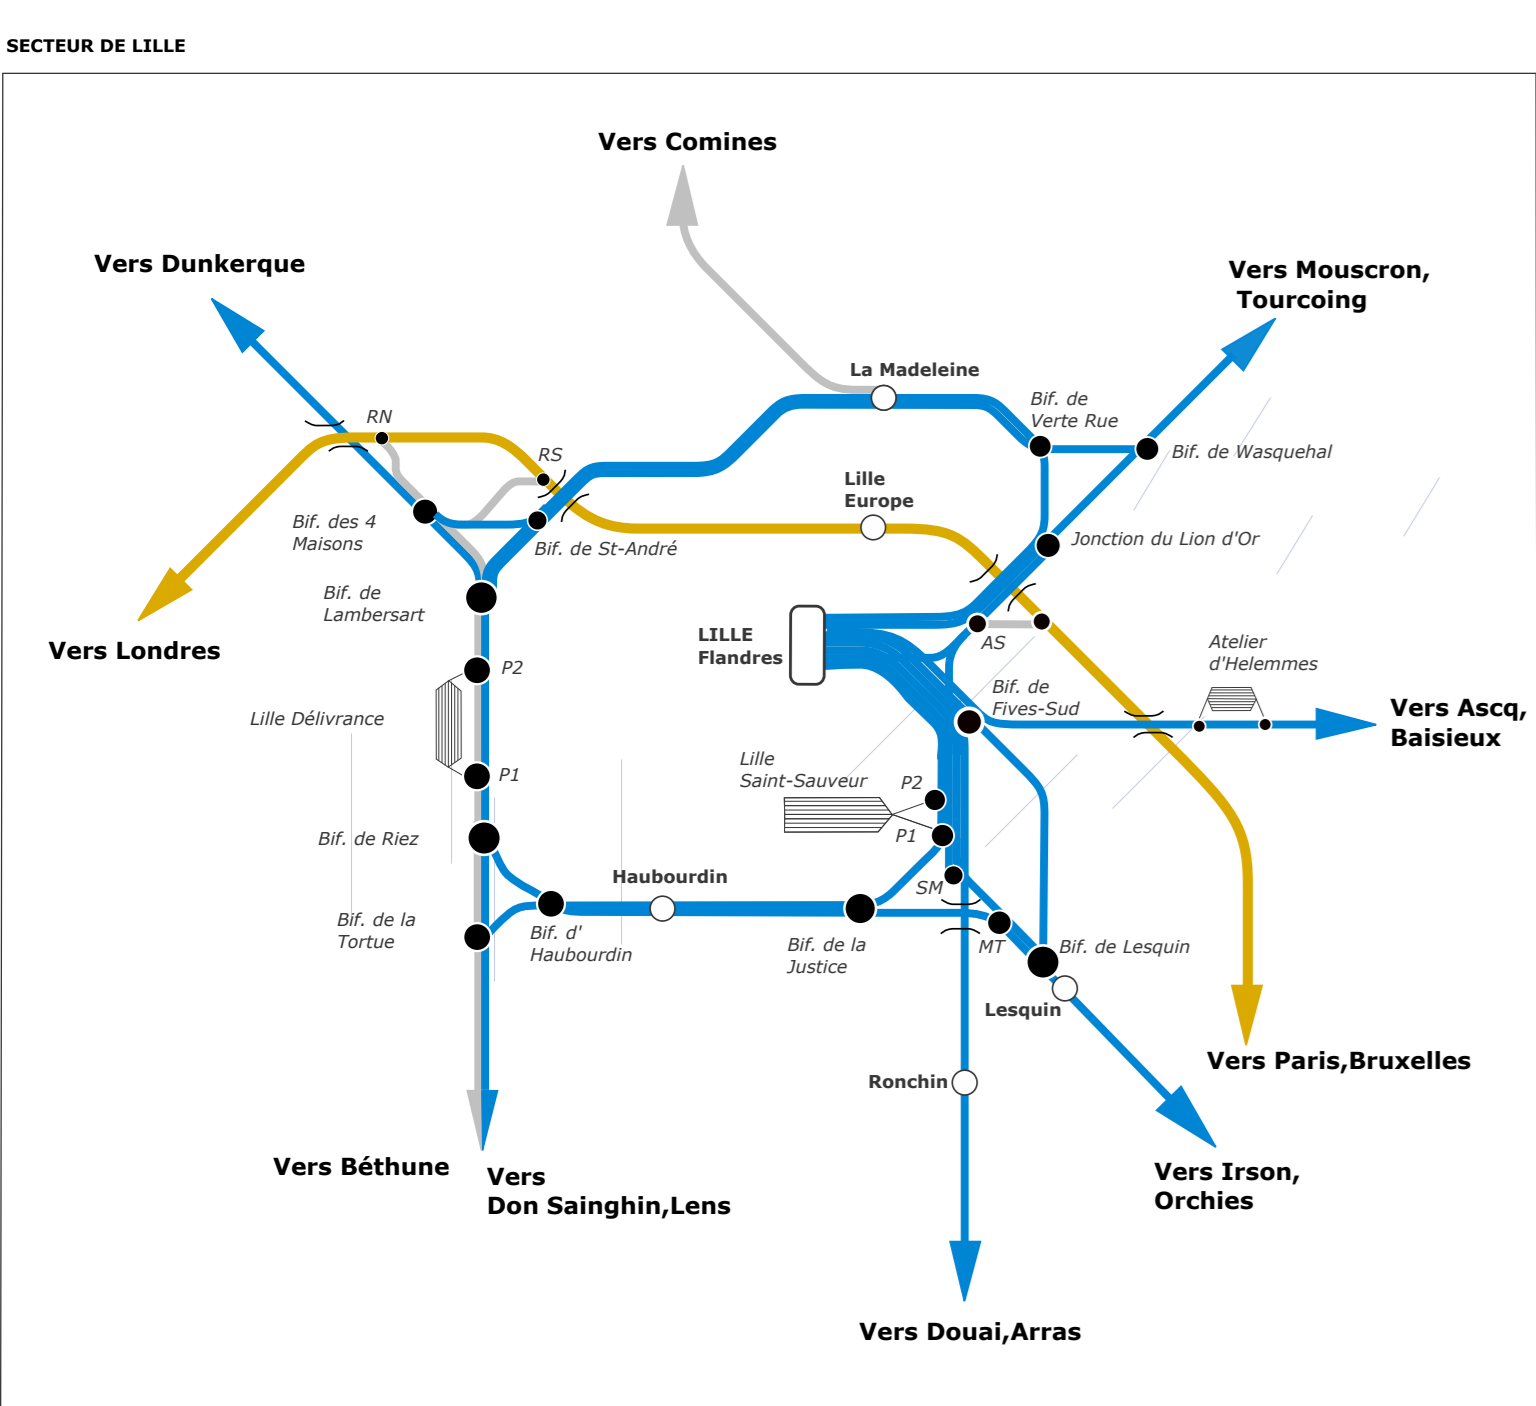 SECTEUR DE LILLE
Vers Comines
Vers Dunkerque
Vers Mouscron,
Tourcoing
La Madeleine
Bif. de
Verte Rue
RN
RS
Bif. de Wasquehal
Lille
Europe
Bif. des 4
Maisons
Bif. de St-André
Jonction du Lion d'Or
Bif. de
Lambersart
Vers Londres
LILLE
Flandres
AS
Atelier
d'Helemmes
P2
Bif. de
Fives-Sud
Lille Délivrance
Vers Ascq,
Baisieux
Lille
Saint-Sauveur
P1
P2
P1
Bif. de Riez
Haubourdin
SM
Bif. de la
Tortue
Bif. d'
Haubourdin
Bif. de la
Justice
MT
Bif. de Lesquin
Lesquin
Vers Paris,Bruxelles
Ronchin
Vers Béthune
Vers
Don Sainghin,Lens
Vers Irson,
Orchies
Vers Douai,Arras